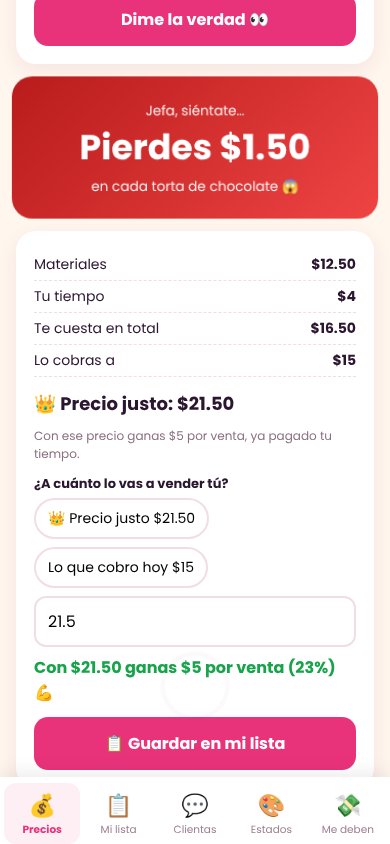 Dime la verdad 👀
Jefa, siéntate...
Pierdes $1.50
en cada torta de chocolate 😱
Materiales $12.50
Tu tiempo $4
Te cuesta en total $16.50
Lo cobras a $15
👑 Precio justo: $21.50
Con ese precio ganas $5 por venta, ya pagado tu
tiempo.
¿A cuánto lo vas a vender tú?
👑 Precio justo $21.50
Lo que cobro hoy $15
21.5
Con $21.50 ganas $5 por venta (23%)
💪
📋 Guardar en mi lista
Precios Mi lista Clientas Estados Me deben